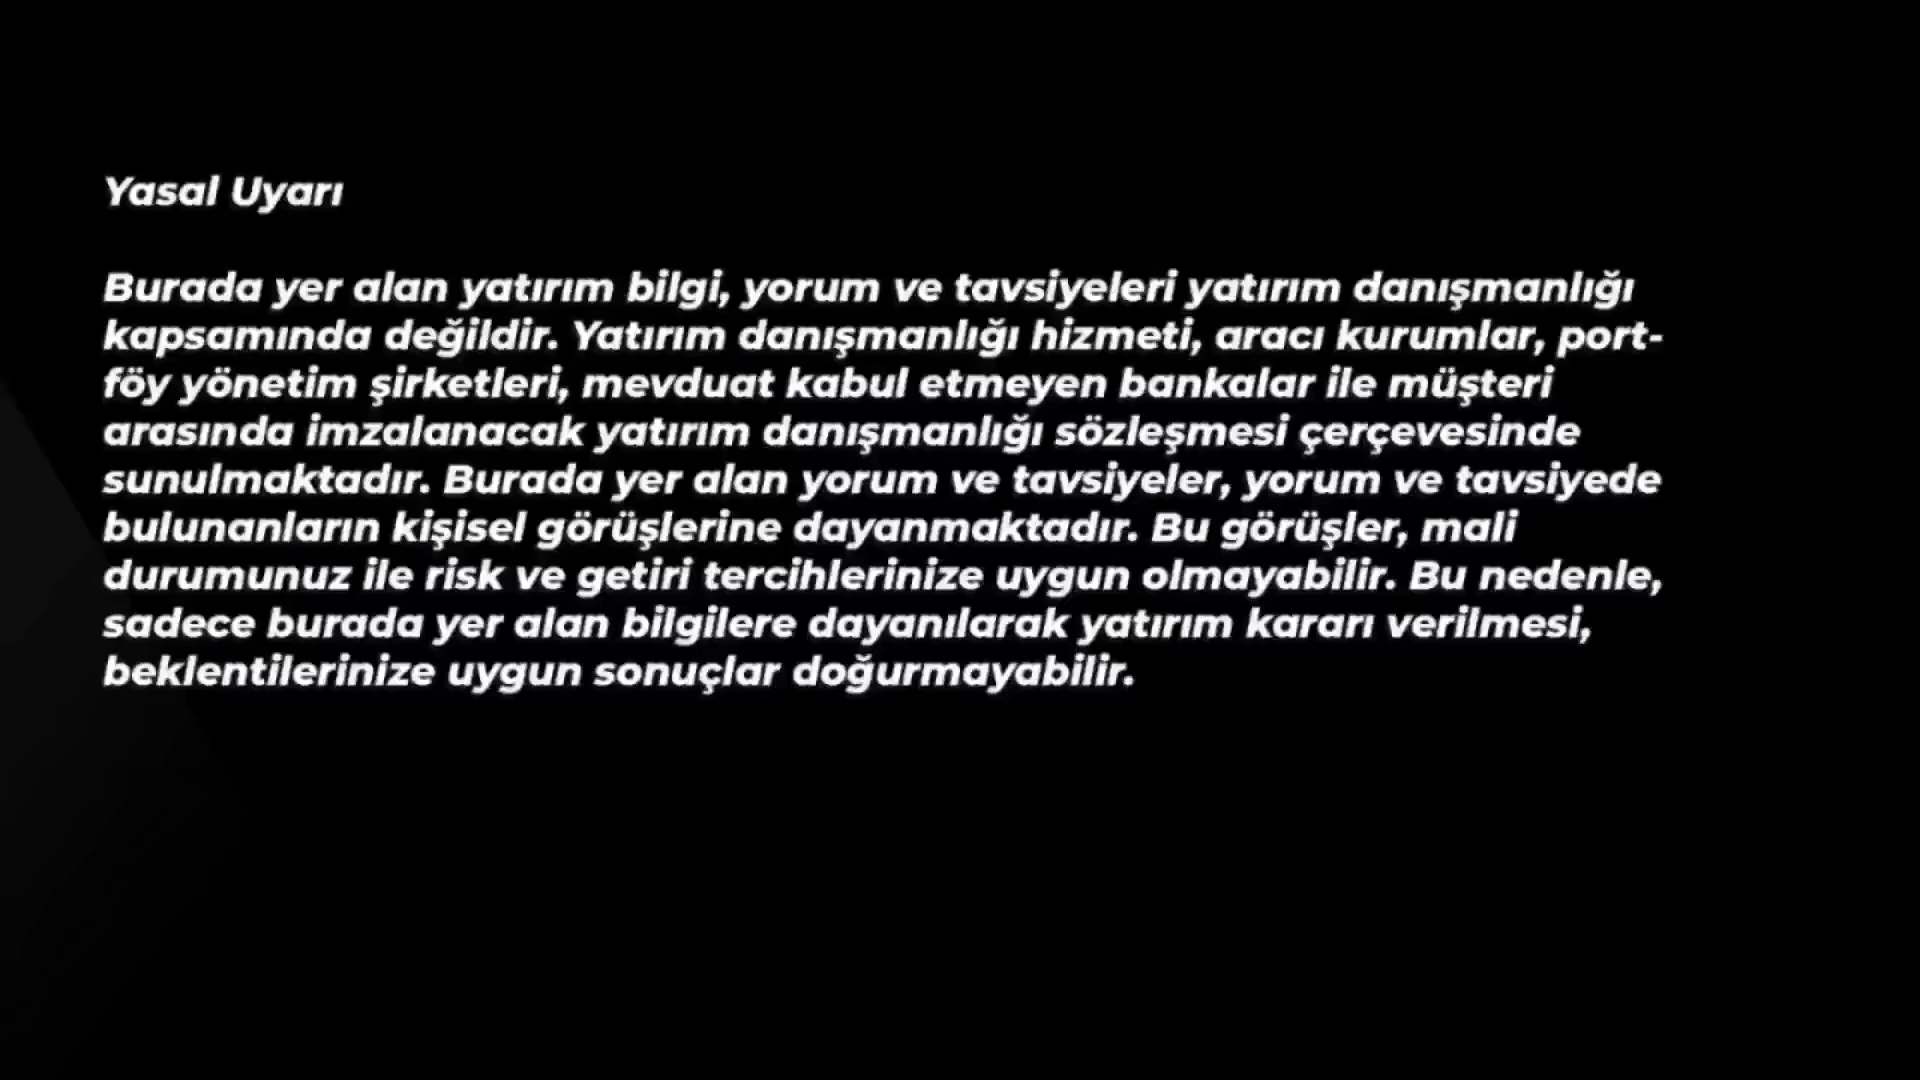 Yasal Uyarı
Burada yer alan yatırım bilgi, yorum ve tavsiyeleri yatırım danışmanlığı
kapsamında değildir. Yatırım danışmanlığı hizmeti, aracı kurumlar, port-
föy yönetim şirketleri, mevduat kabul etmeyen bankalar ile müşteri
arasında imzalanacak yatırım danışmanlığı sözleşmesi çerçevesinde
sunulmaktadır. Burada yer alan yorum ve tavsiyeler, yorum ve tavsiyede
bulunanların kişisel görüşlerine dayanmaktadır. Bu görüşler, mali
durumunuz ile risk ve getiri tercihlerinize uygun olmayabilir. Bu nedenle,
sadece burada yer alan bilgilere dayanılarak yatırım kararı verilmesi,
beklentilerinize uygun sonuçlar doğurmayabilir.